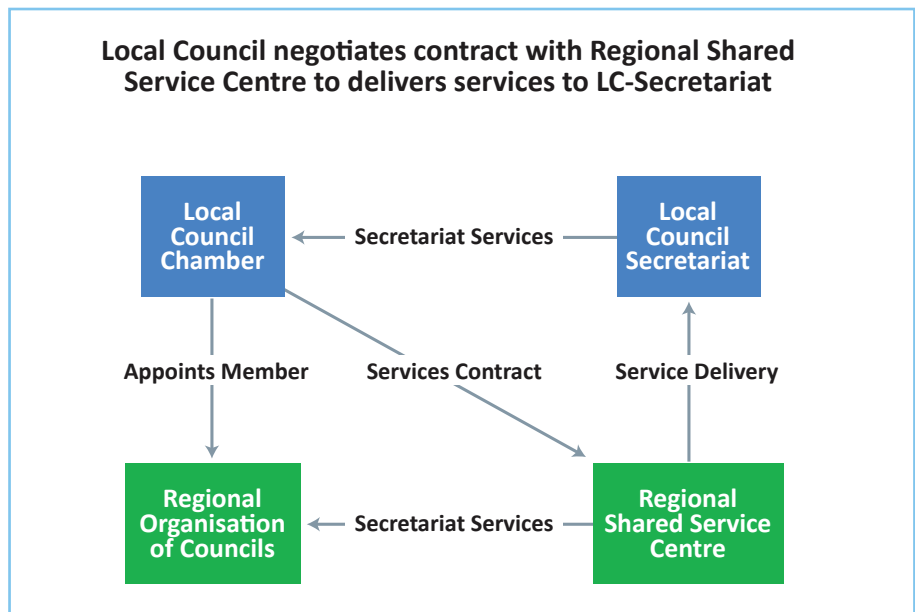 Local Council negotiates contract with Regional Shared
Service Centre to delivers services to LC-Secretariat
Local
Council
Chamber
Secretariat Services
Local
Council
Secretariat
Appoints Member
Services Contract
Service Delivery
Regional
Organisation
of Councils
Secretariat Services
Regional
Shared Service
Centre